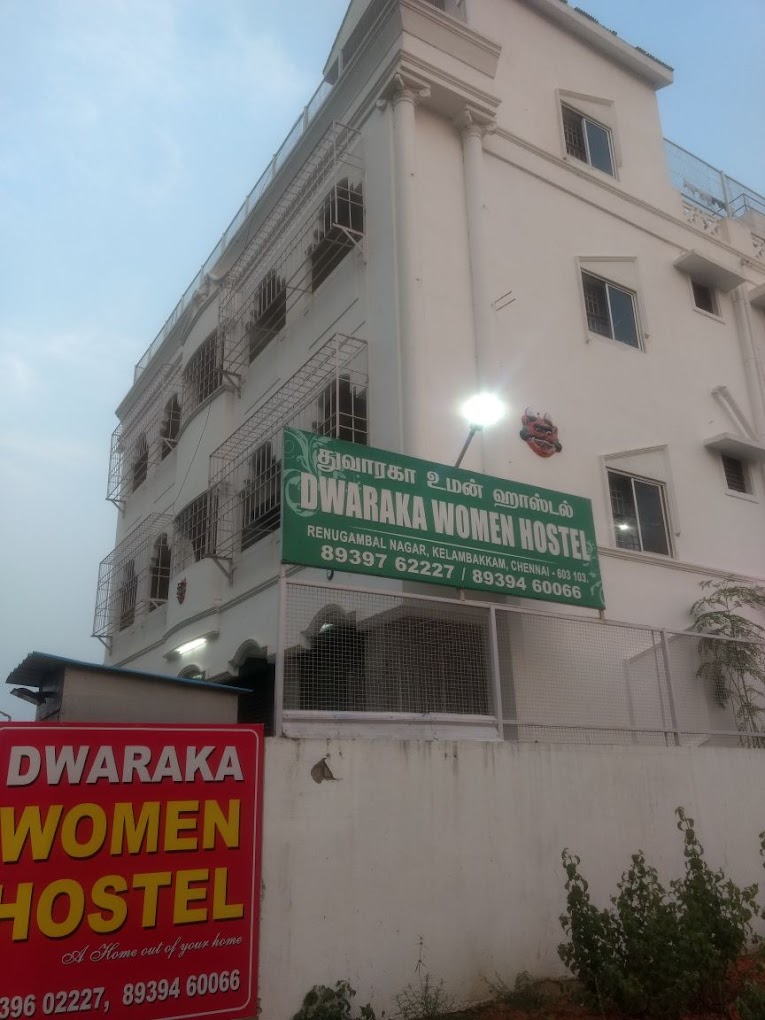 துவாரகா உமன் ஹாஸ்டல்
DWARAKA WOMEN HOSTEL
RENUGAMBAL NAGAR, KELAMBAKKAM, CHENNAI - 603 103.
89397 62227 / 89394 60066
DWARAKA
WOMEN
HOSTEL
A Home out of your home
396 02227, 89394 60066